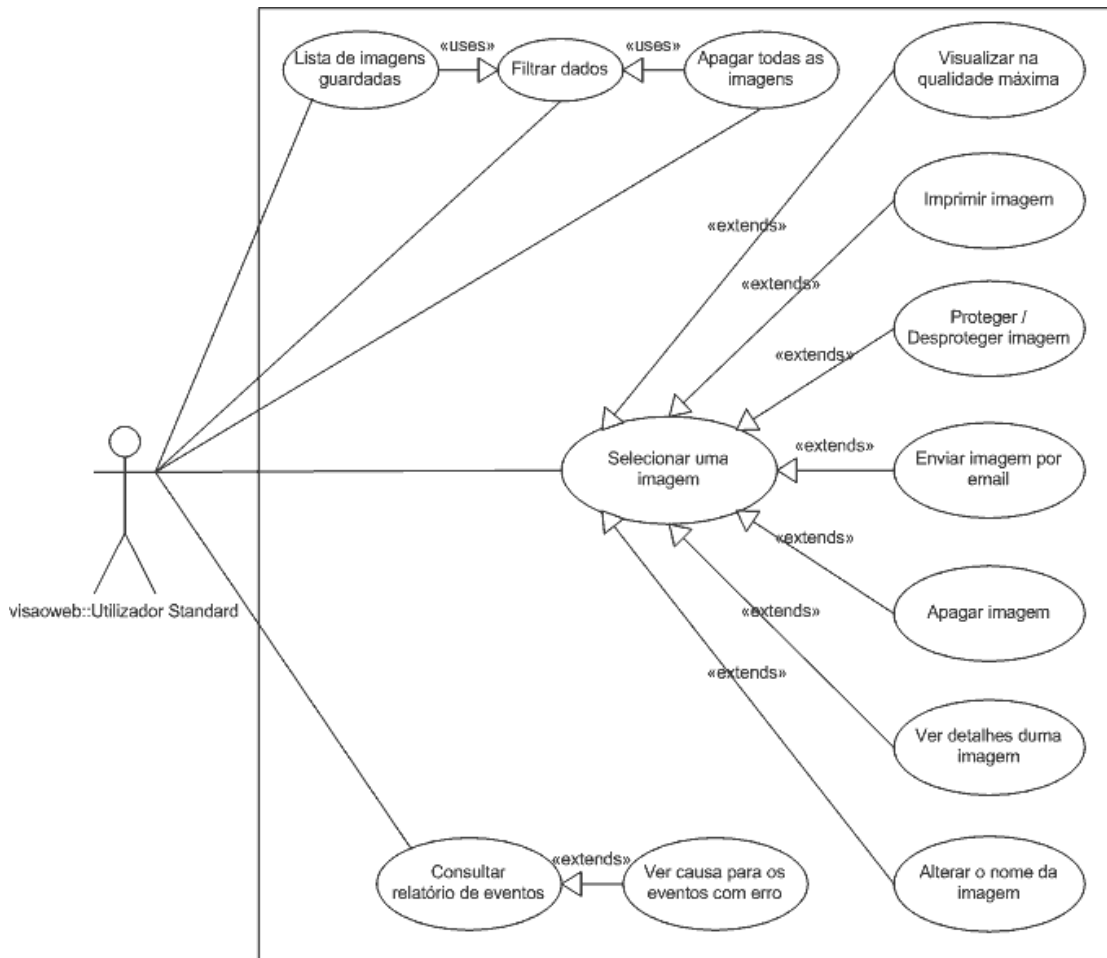 «uses»
«uses»
Lista de imagens
guardadas
Filtrar dados
Apagar todas as
imagens
Visualizar na
qualidade máxima
Imprimir imagem
«extends»
«extends»
Proteger /
Desproteger imagem
«extends»
Selecionar uma
imagem
«extends»
Enviar imagem por
email
«extends»
Apagar imagem
visaoweb::Utilizador Standard
«extends»
«extends»
Ver detalhes duma
imagem
Consultar
relatório de eventos
«extends»
Ver causa para os
eventos com erro
Alterar o nome da
imagem